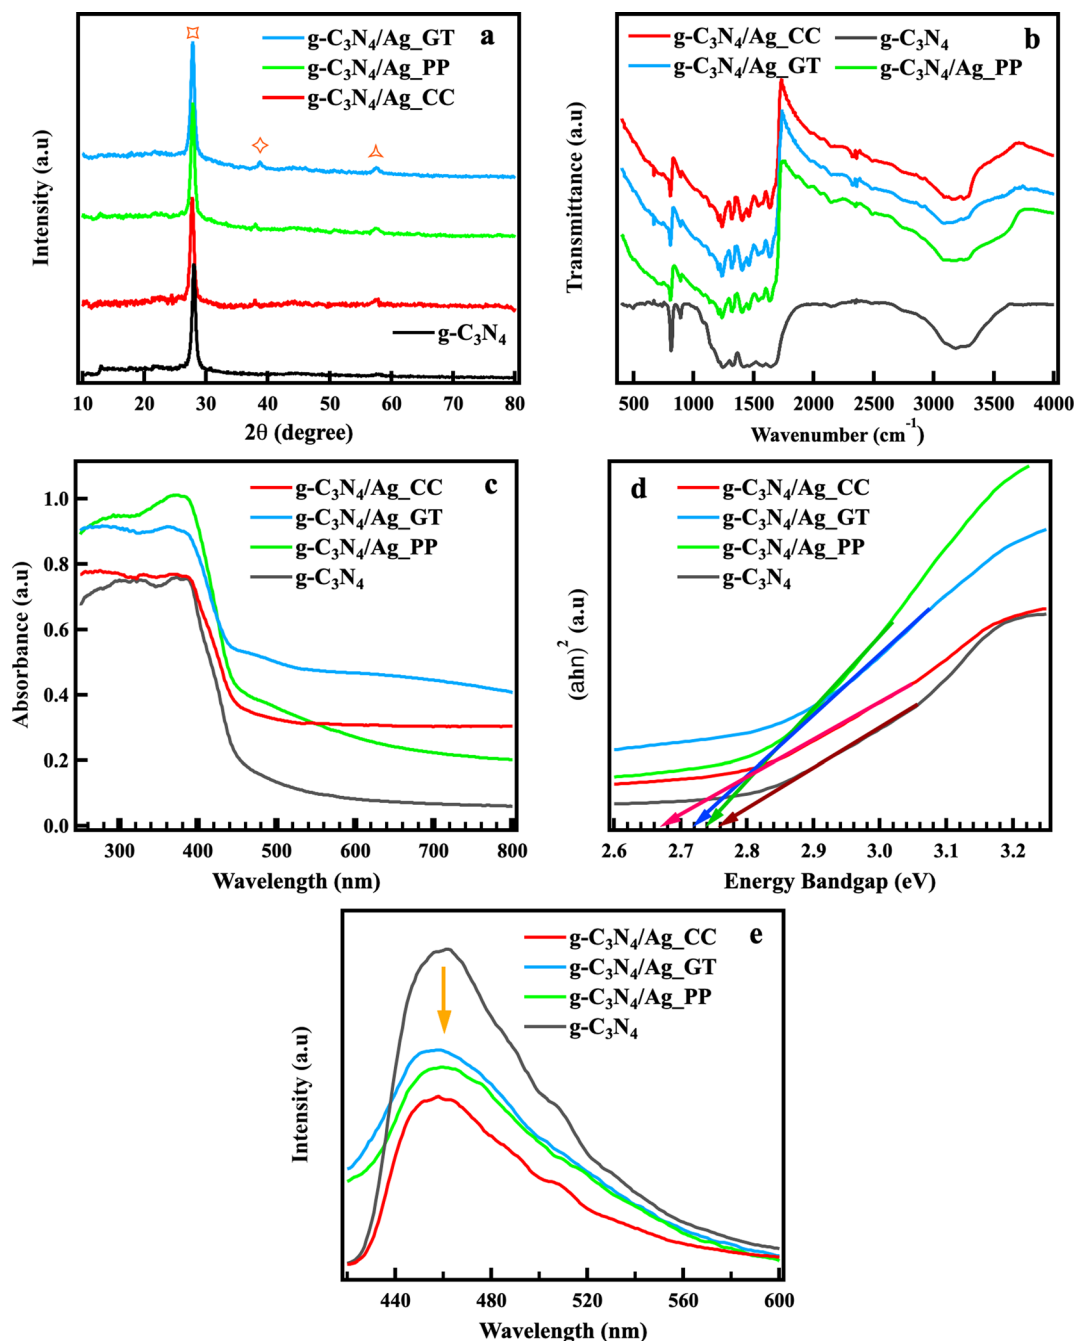 a
g-C₃N₄/Ag_GT
g-C₃N₄/Ag_PP
g-C₃N₄/Ag_CC
g-C₃N₄
Intensity (a.u)
10 20 30 40 50 60 70 80
2θ (degree)
b
g-C₃N₄/Ag_CC
g-C₃N₄
g-C₃N₄/Ag_GT
g-C₃N₄/Ag_PP
Transmittance (a.u)
500 1000 1500 2000 2500 3000 3500 4000
Wavenumber (cm⁻¹)
c
g-C₃N₄/Ag_CC
g-C₃N₄/Ag_GT
g-C₃N₄/Ag_PP
g-C₃N₄
Absorbance (a.u)
1.0
0.8
0.6
0.4
0.2
0.0
300 400 500 600 700 800
Wavelength (nm)
d
g-C₃N₄/Ag_CC
g-C₃N₄/Ag_GT
g-C₃N₄/Ag_PP
g-C₃N₄
(ahn)² (a.u)
2.6 2.7 2.8 2.9 3.0 3.1 3.2
Energy Bandgap (eV)
e
g-C₃N₄/Ag_CC
g-C₃N₄/Ag_GT
g-C₃N₄/Ag_PP
g-C₃N₄
Intensity (a.u)
440 480 520 560 600
Wavelength (nm)